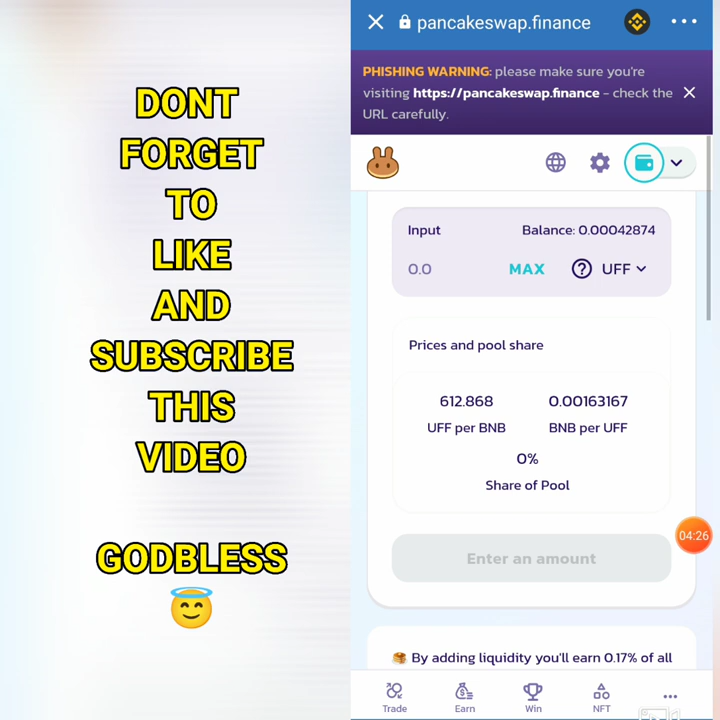 DONT
FORGET
TO
LIKE
AND
SUBSCRIBE
THIS
VIDEO
GODBLESS
pancakeswap.finance
PHISHING WARNING: please make sure you're
visiting https://pancakeswap.finance - check the
URL carefully.
Input Balance: 0.00042874
0.0 MAX UFF
Prices and pool share
612.868 0.00163167
UFF per BNB BNB per UFF
0%
Share of Pool
04:26
Enter an amount
By adding liquidity you'll earn 0.17% of all
Trade Earn Win NFT